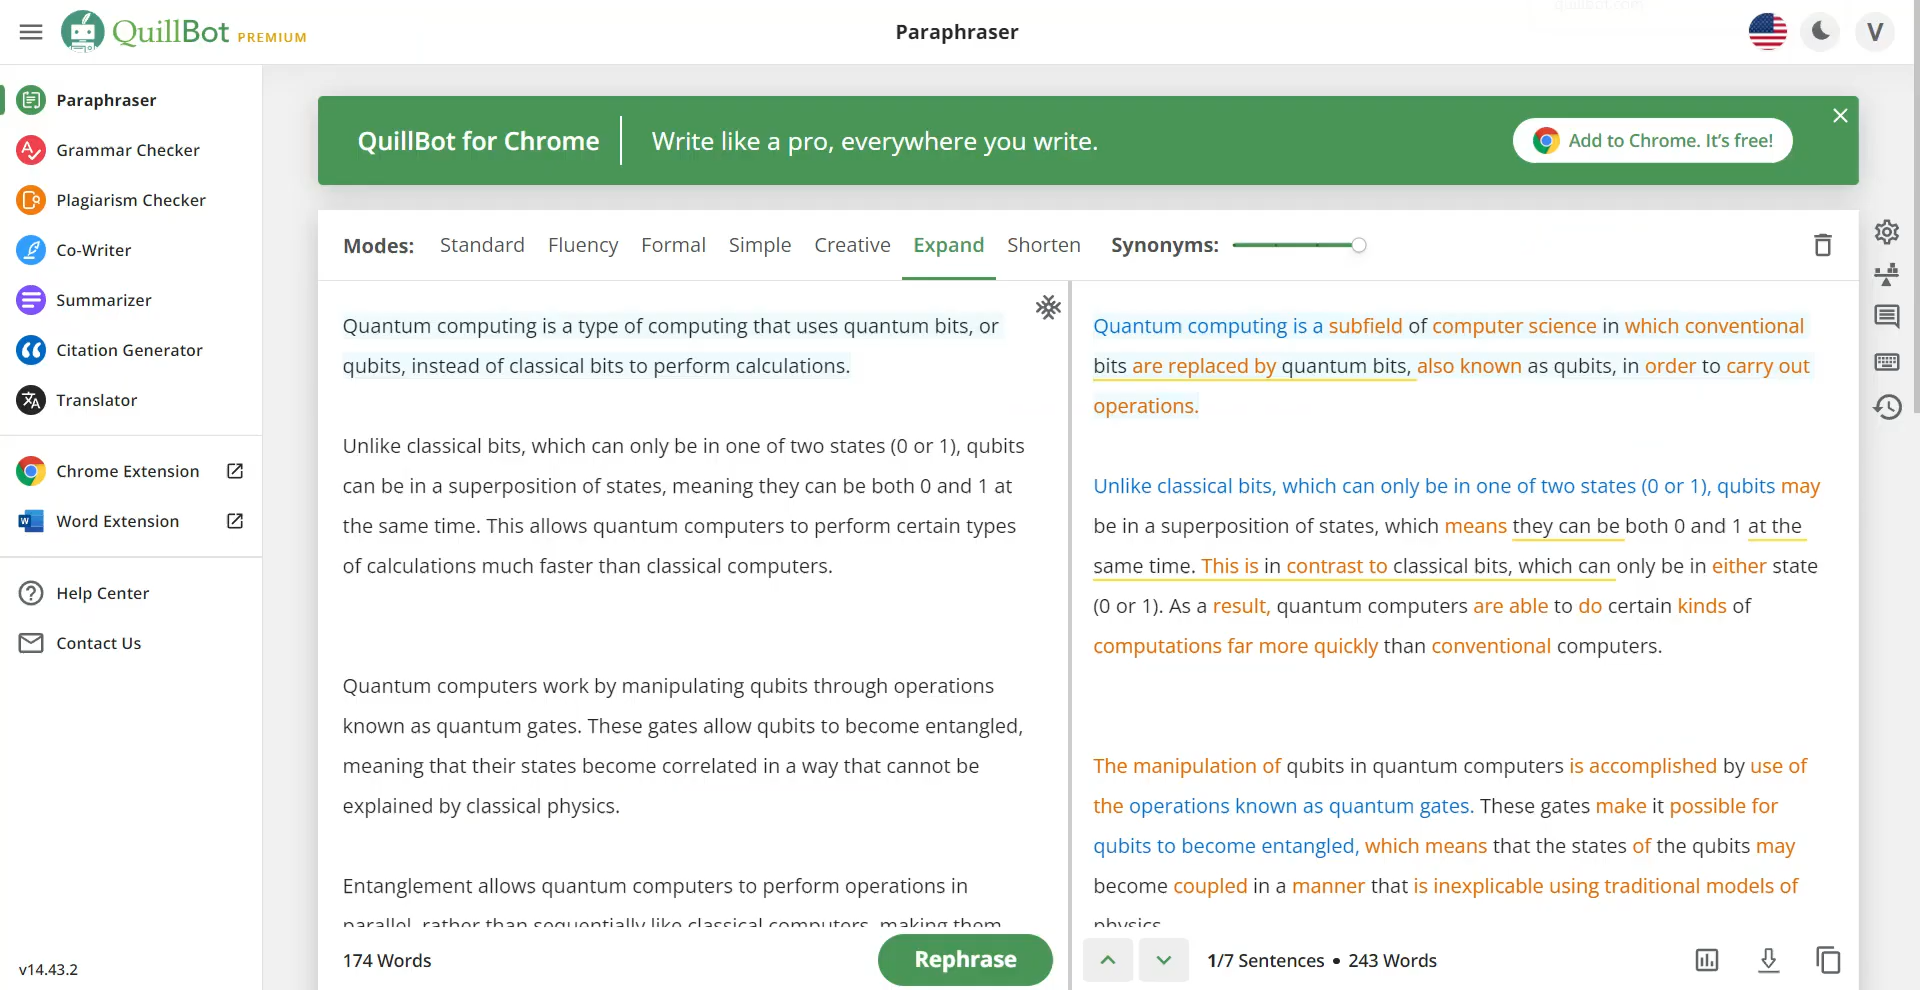 QuillBot PREMIUM
Paraphraser
V
Paraphraser
Grammar Checker
Plagiarism Checker
Co-Writer
Summarizer
Citation Generator
Translator
Chrome Extension
Word Extension
Help Center
Contact Us
v14.43.2
QuillBot for Chrome
Write like a pro, everywhere you write.
Add to Chrome. It’s free!
Modes: Standard Fluency Formal Simple Creative Expand Shorten Synonyms:
Quantum computing is a type of computing that uses quantum bits, or
qubits, instead of classical bits to perform calculations.
Unlike classical bits, which can only be in one of two states (0 or 1), qubits
can be in a superposition of states, meaning they can be both 0 and 1 at
the same time. This allows quantum computers to perform certain types
of calculations much faster than classical computers.
Quantum computers work by manipulating qubits through operations
known as quantum gates. These gates allow qubits to become entangled,
meaning that their states become correlated in a way that cannot be
explained by classical physics.
Entanglement allows quantum computers to perform operations in
parallel, rather than sequentially like classical computers, making them
174 Words
Rephrase
Quantum computing is a subfield of computer science in which conventional
bits are replaced by quantum bits, also known as qubits, in order to carry out
operations.
Unlike classical bits, which can only be in one of two states (0 or 1), qubits may
be in a superposition of states, which means they can be both 0 and 1 at the
same time. This is in contrast to classical bits, which can only be in either state
(0 or 1). As a result, quantum computers are able to do certain kinds of
computations far more quickly than conventional computers.
The manipulation of qubits in quantum computers is accomplished by use of
the operations known as quantum gates. These gates make it possible for
qubits to become entangled, which means that the states of the qubits may
become coupled in a manner that is inexplicable using traditional models of
physics.
1/7 Sentences • 243 Words